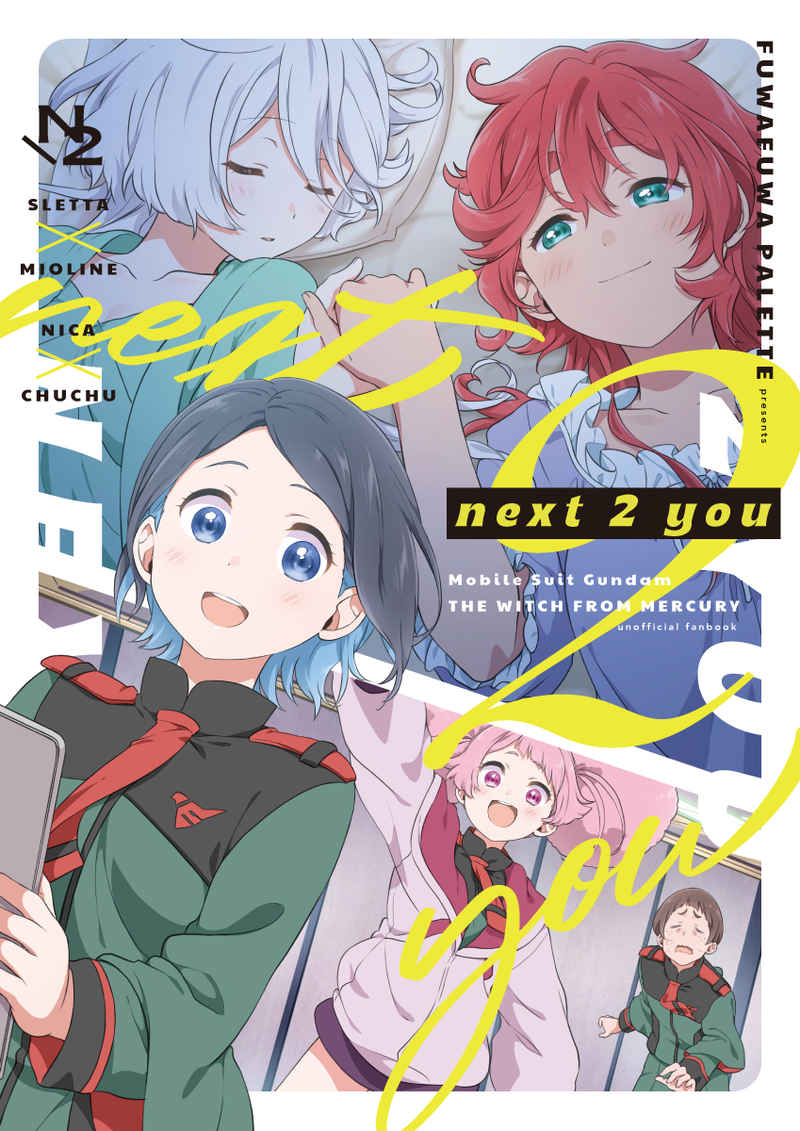 N2
SLETTA
×
MIOLINE
NICA
×
CHUCHU
FUWAFUWA PALETTE
presents
next
2
you
next 2 you
Mobile Suit Gundam
THE WITCH FROM MERCURY
unofficial fanbook